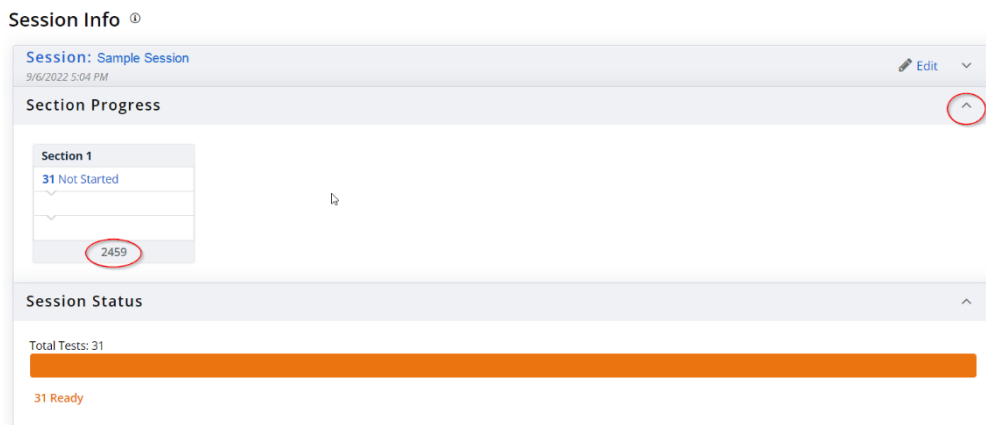 Session Info
Session: Sample Session
Edit
9/6/2022 5:04 PM
Section Progress
Section 1
31 Not Started
2459
Session Status
Total Tests: 31
31 Ready